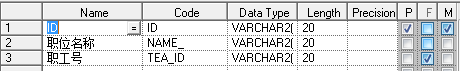 Name Code Data Type Length Precision P F M
1 ID = ID VARCHAR2( 20
2 职位名称 NAME_ VARCHAR2( 20
3 职工号 TEA_ID VARCHAR2( 20